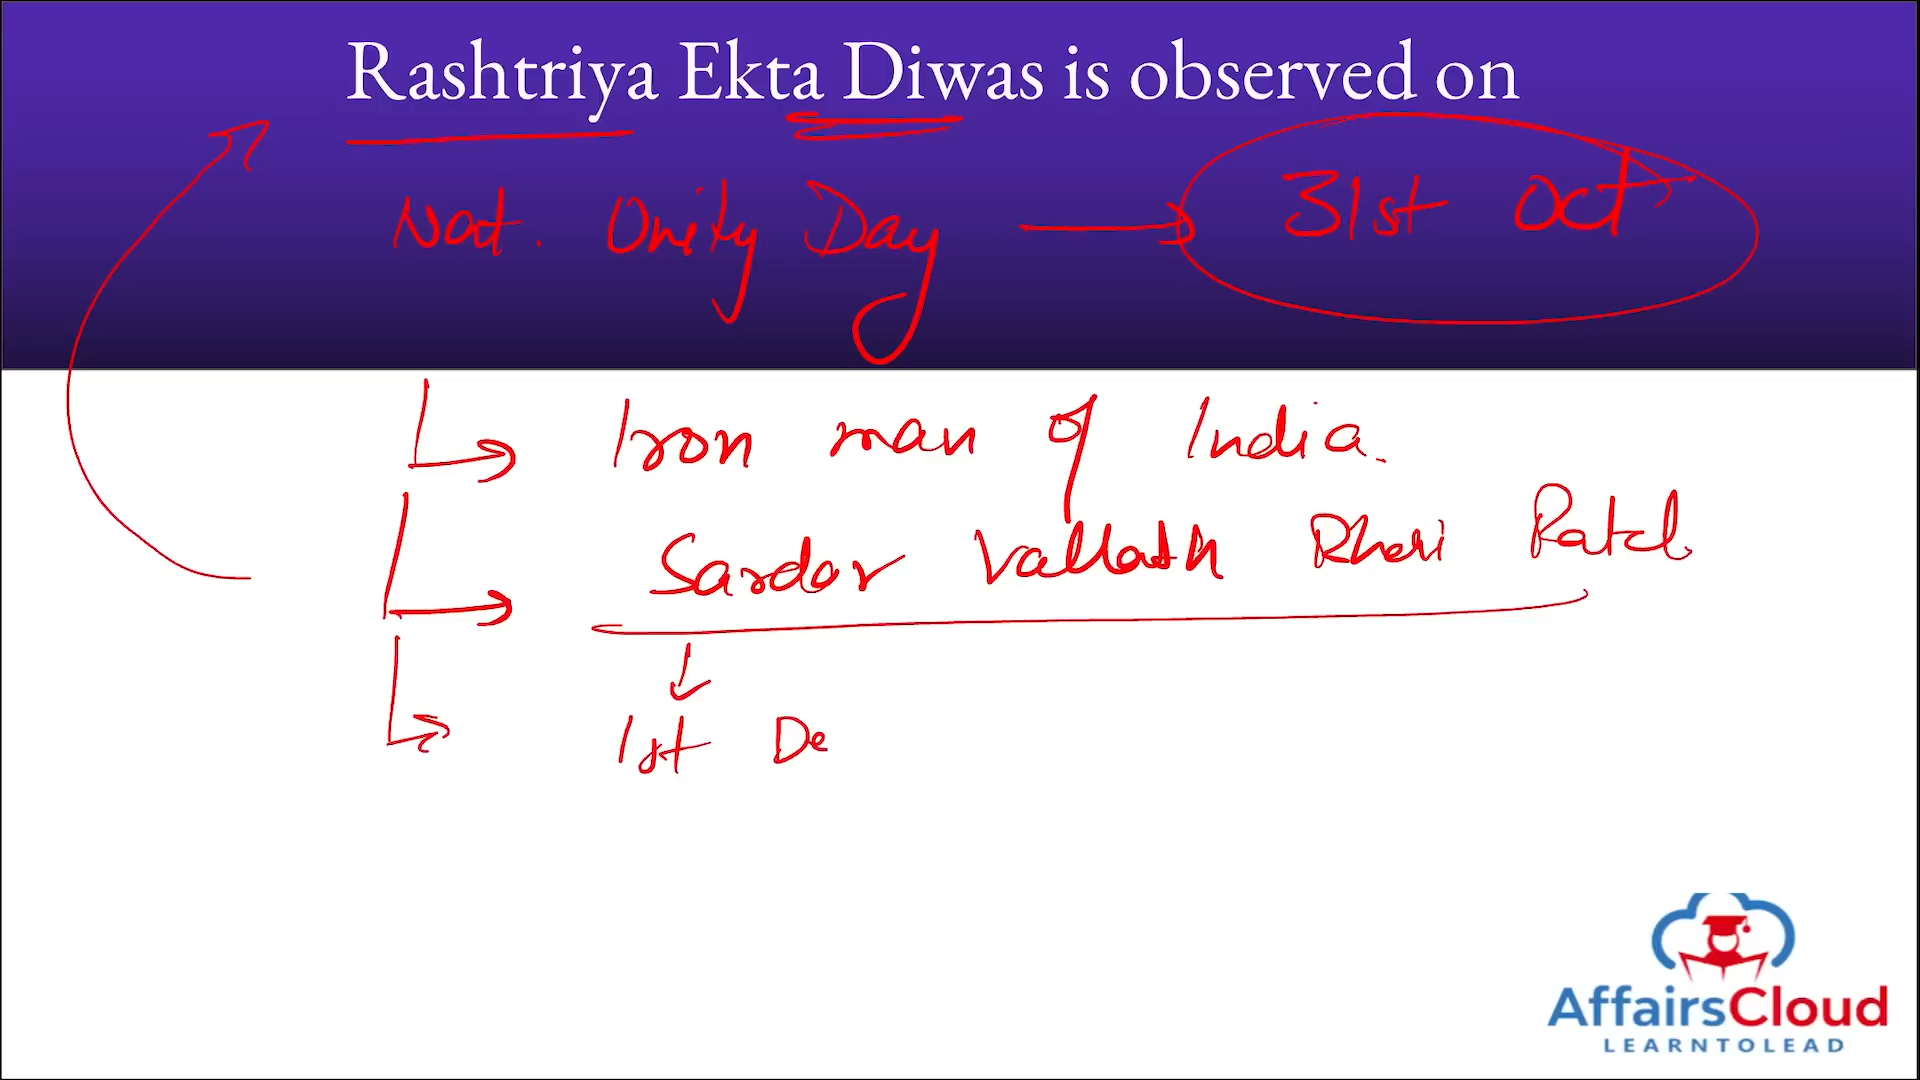 Rashtriya Ekta Diwas is observed on
Nat. Unity Day → 31st Oct
Iron man of India.
Sardar Vallabh Bhai Patel
1st De
AffairsCloud
LEARNTOLEAD